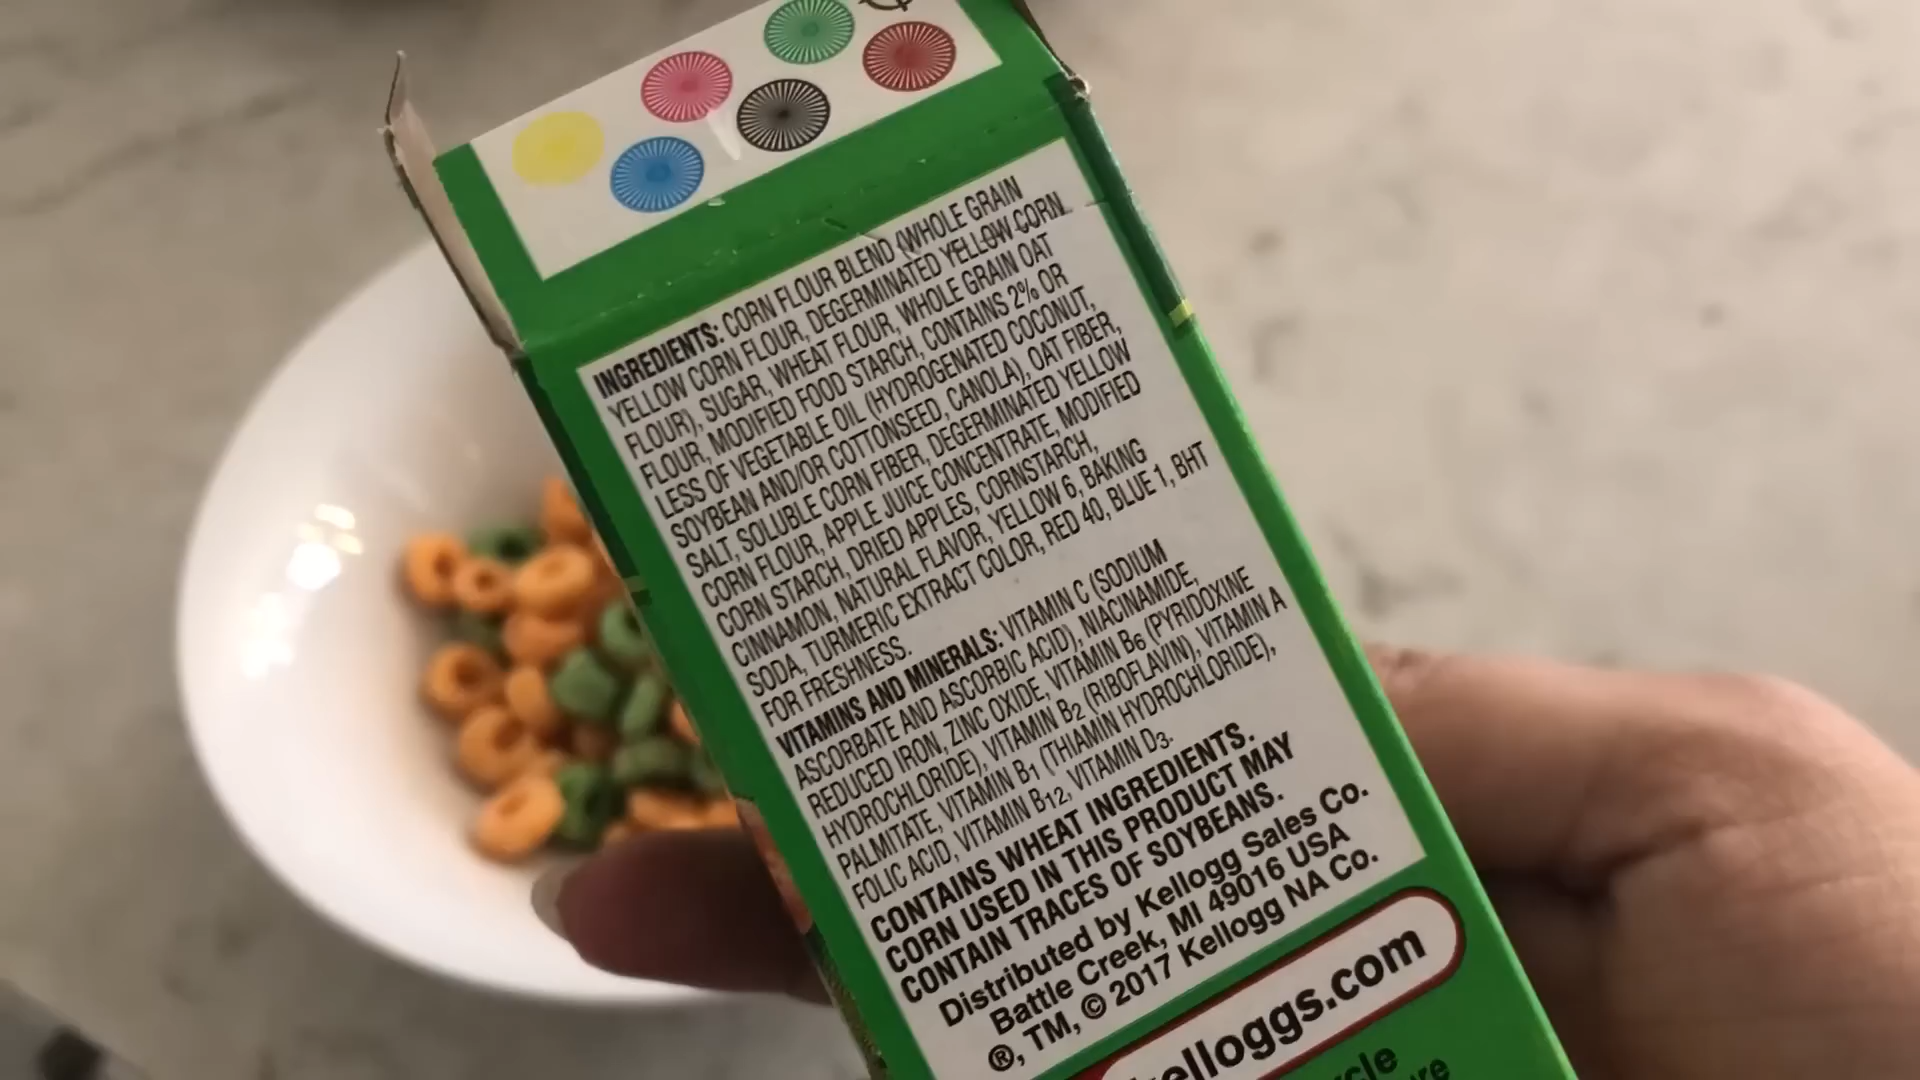 INGREDIENTS: CORN FLOUR BLEND (WHOLE GRAIN
YELLOW CORN FLOUR, DEGERMINATED YELLOW CORN
FLOUR), SUGAR, WHEAT FLOUR, WHOLE GRAIN OAT
FLOUR, MODIFIED FOOD STARCH, CONTAINS 2% OR
LESS OF VEGETABLE OIL (HYDROGENATED COCONUT,
SOYBEAN AND/OR COTTONSEED, CANOLA), OAT FIBER,
SALT, SOLUBLE CORN FIBER, DEGERMINATED YELLOW
CORN FLOUR, APPLE JUICE CONCENTRATE, MODIFIED
CORN STARCH, DRIED APPLES, CORNSTARCH,
CINNAMON, NATURAL FLAVOR, YELLOW 6, BAKING
SODA, TURMERIC EXTRACT COLOR, RED 40, BLUE 1, BHT
FOR FRESHNESS.
VITAMINS AND MINERALS: VITAMIN C (SODIUM
ASCORBATE AND ASCORBIC ACID), NIACINAMIDE,
REDUCED IRON, ZINC OXIDE, VITAMIN B6 (PYRIDOXINE
HYDROCHLORIDE), VITAMIN B2 (RIBOFLAVIN), VITAMIN A
PALMITATE, VITAMIN B1 (THIAMIN HYDROCHLORIDE),
FOLIC ACID, VITAMIN B12, VITAMIN D3.
CONTAINS WHEAT INGREDIENTS.
CORN USED IN THIS PRODUCT MAY
CONTAIN TRACES OF SOYBEANS.
Distributed by Kellogg Sales Co.
Battle Creek, MI 49016 USA
®, TM, © 2017 Kellogg NA Co.
kelloggs.com